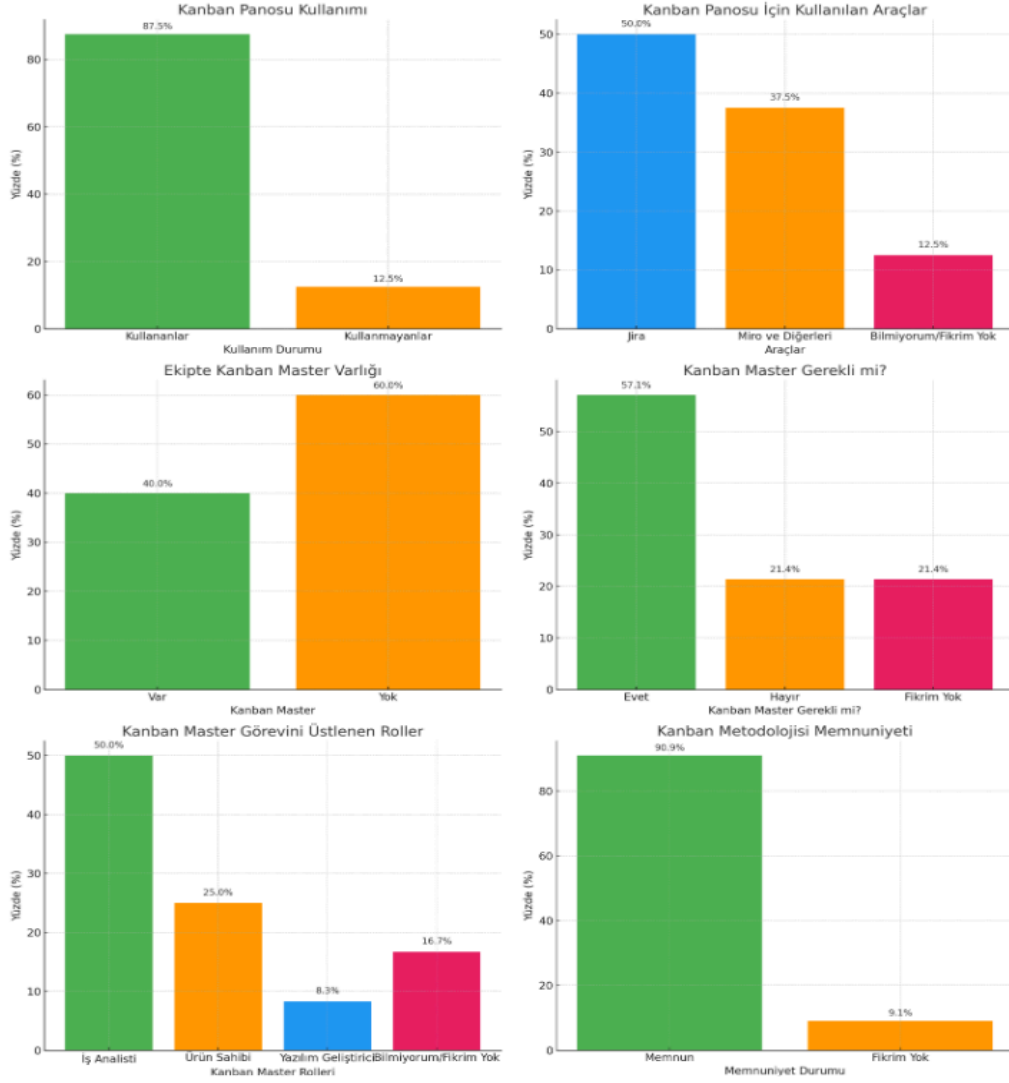 Kanban Panosu Kullanımı
87.5%
80
60
40
20
0
12.5%
Yüzde (%)
Kullananlar
Kullanmayanlar
Kullanım Durumu
Kanban Panosu İçin Kullanılan Araçlar
50.0%
50
40
30
20
10
0
37.5%
12.5%
Yüzde (%)
Jira
Miro ve Diğerleri
Bilmiyorum/Fikrim Yok
Araçlar
Ekipte Kanban Master Varlığı
60.0%
60
50
40
30
20
10
0
40.0%
Yüzde (%)
Var
Yok
Kanban Master
Kanban Master Gerekli mi?
57.1%
50
40
30
20
10
0
21.4%
21.4%
Yüzde (%)
Evet
Hayır
Fikrim Yok
Kanban Master Gerekli mi?
Kanban Master Görevini Üstlenen Roller
50.0%
50
40
30
20
10
0
25.0%
8.3%
16.7%
Yüzde (%)
İş Analisti
Ürün Sahibi
Yazılım Geliştirici
Bilmiyorum/Fikrim Yok
Kanban Master Rolleri
Kanban Metodolojisi Memnuniyeti
90.9%
80
60
40
20
0
9.1%
Yüzde (%)
Memnun
Fikrim Yok
Memnuniyet Durumu